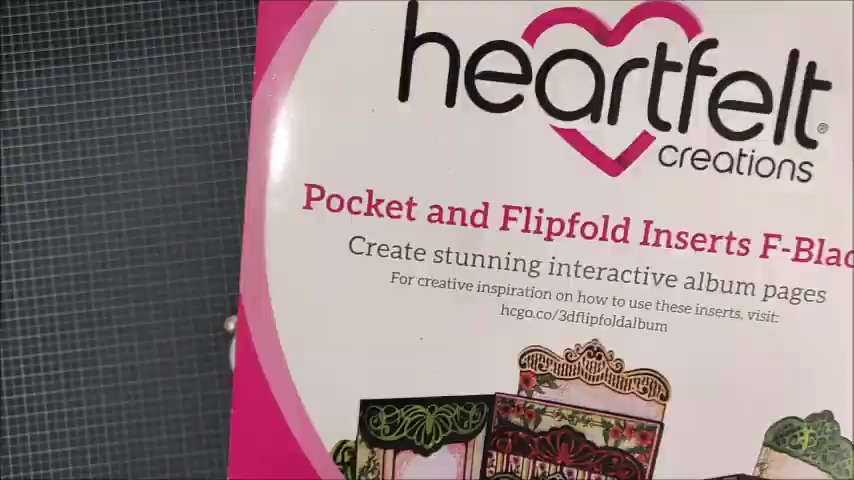 heartfelt®
creations
Pocket and Flipfold Inserts F-Blac
Create stunning interactive album pages
For creative inspiration on how to use these inserts, visit:
hcgo.co/3dflipfoldalbum